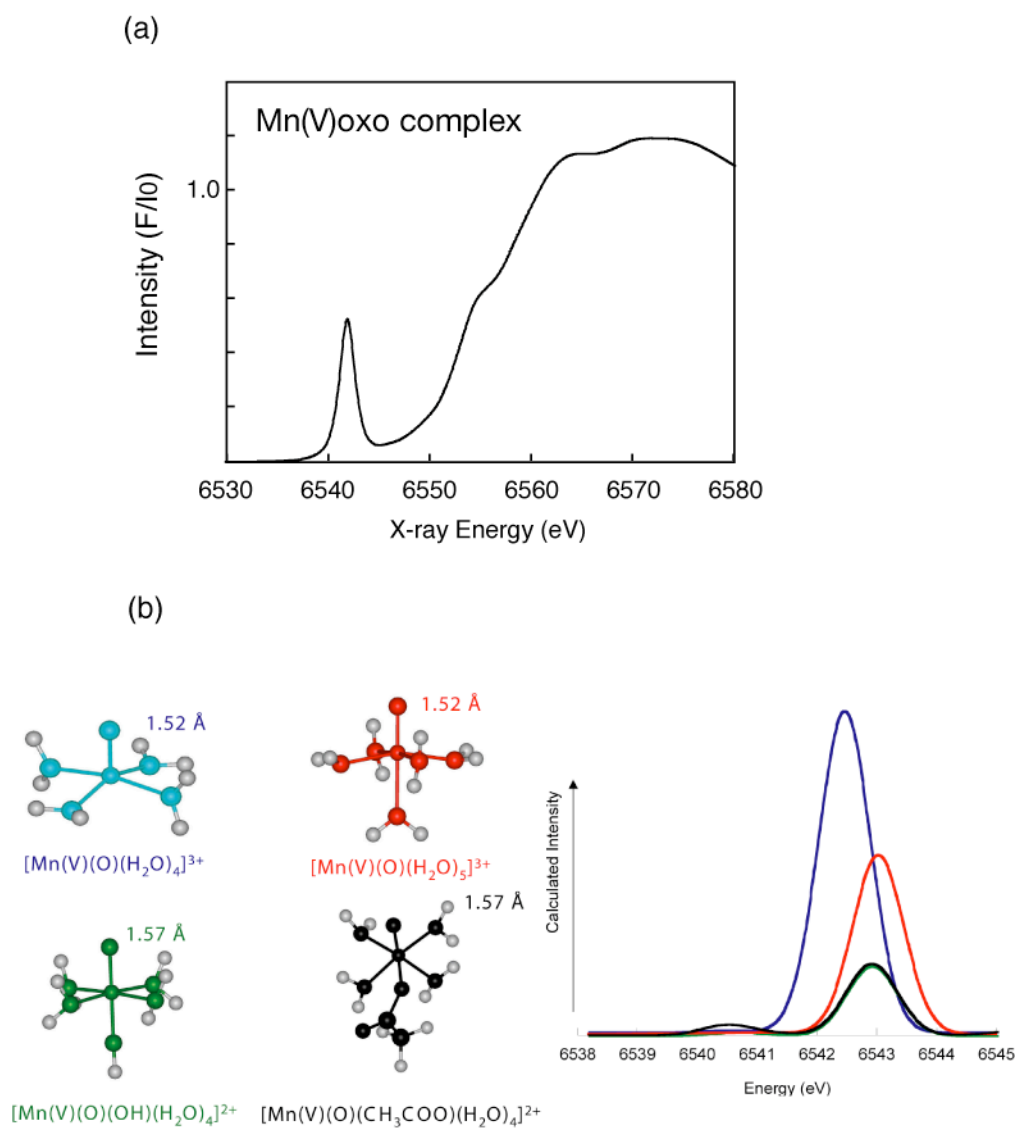 (a)
Mn(V)oxo complex
Intensity (F/I0)
1.0
6530 6540 6550 6560 6570 6580
X-ray Energy (eV)
(b)
1.52 Å
[Mn(V)(O)(H₂O)₄]³⁺
1.52 Å
[Mn(V)(O)(H₂O)₅]³⁺
1.57 Å
[Mn(V)(O)(OH)(H₂O)₄]²⁺
1.57 Å
[Mn(V)(O)(CH₃COO)(H₂O)₄]²⁺
Calculated Intensity
6538 6539 6540 6541 6542 6543 6544 6545
Energy (eV)